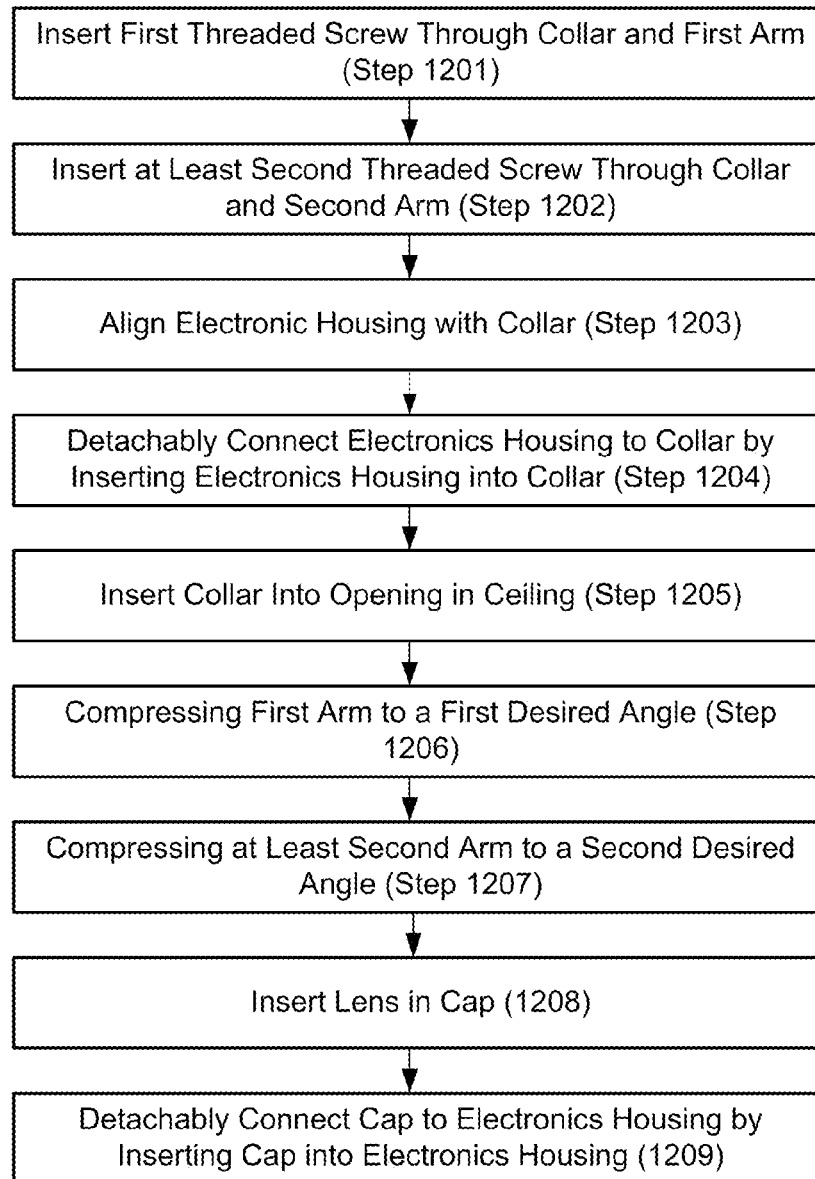 Insert First Threaded Screw Through Collar and First Arm
(Step 1201)
Insert at Least Second Threaded Screw Through Collar
and Second Arm (Step 1202)
Align Electronic Housing with Collar (Step 1203)
Detachably Connect Electronics Housing to Collar by
Inserting Electronics Housing into Collar (Step 1204)
Insert Collar Into Opening in Ceiling (Step 1205)
Compressing First Arm to a First Desired Angle (Step
1206)
Compressing at Least Second Arm to a Second Desired
Angle (Step 1207)
Insert Lens in Cap (1208)
Detachably Connect Cap to Electronics Housing by
Inserting Cap into Electronics Housing (1209)